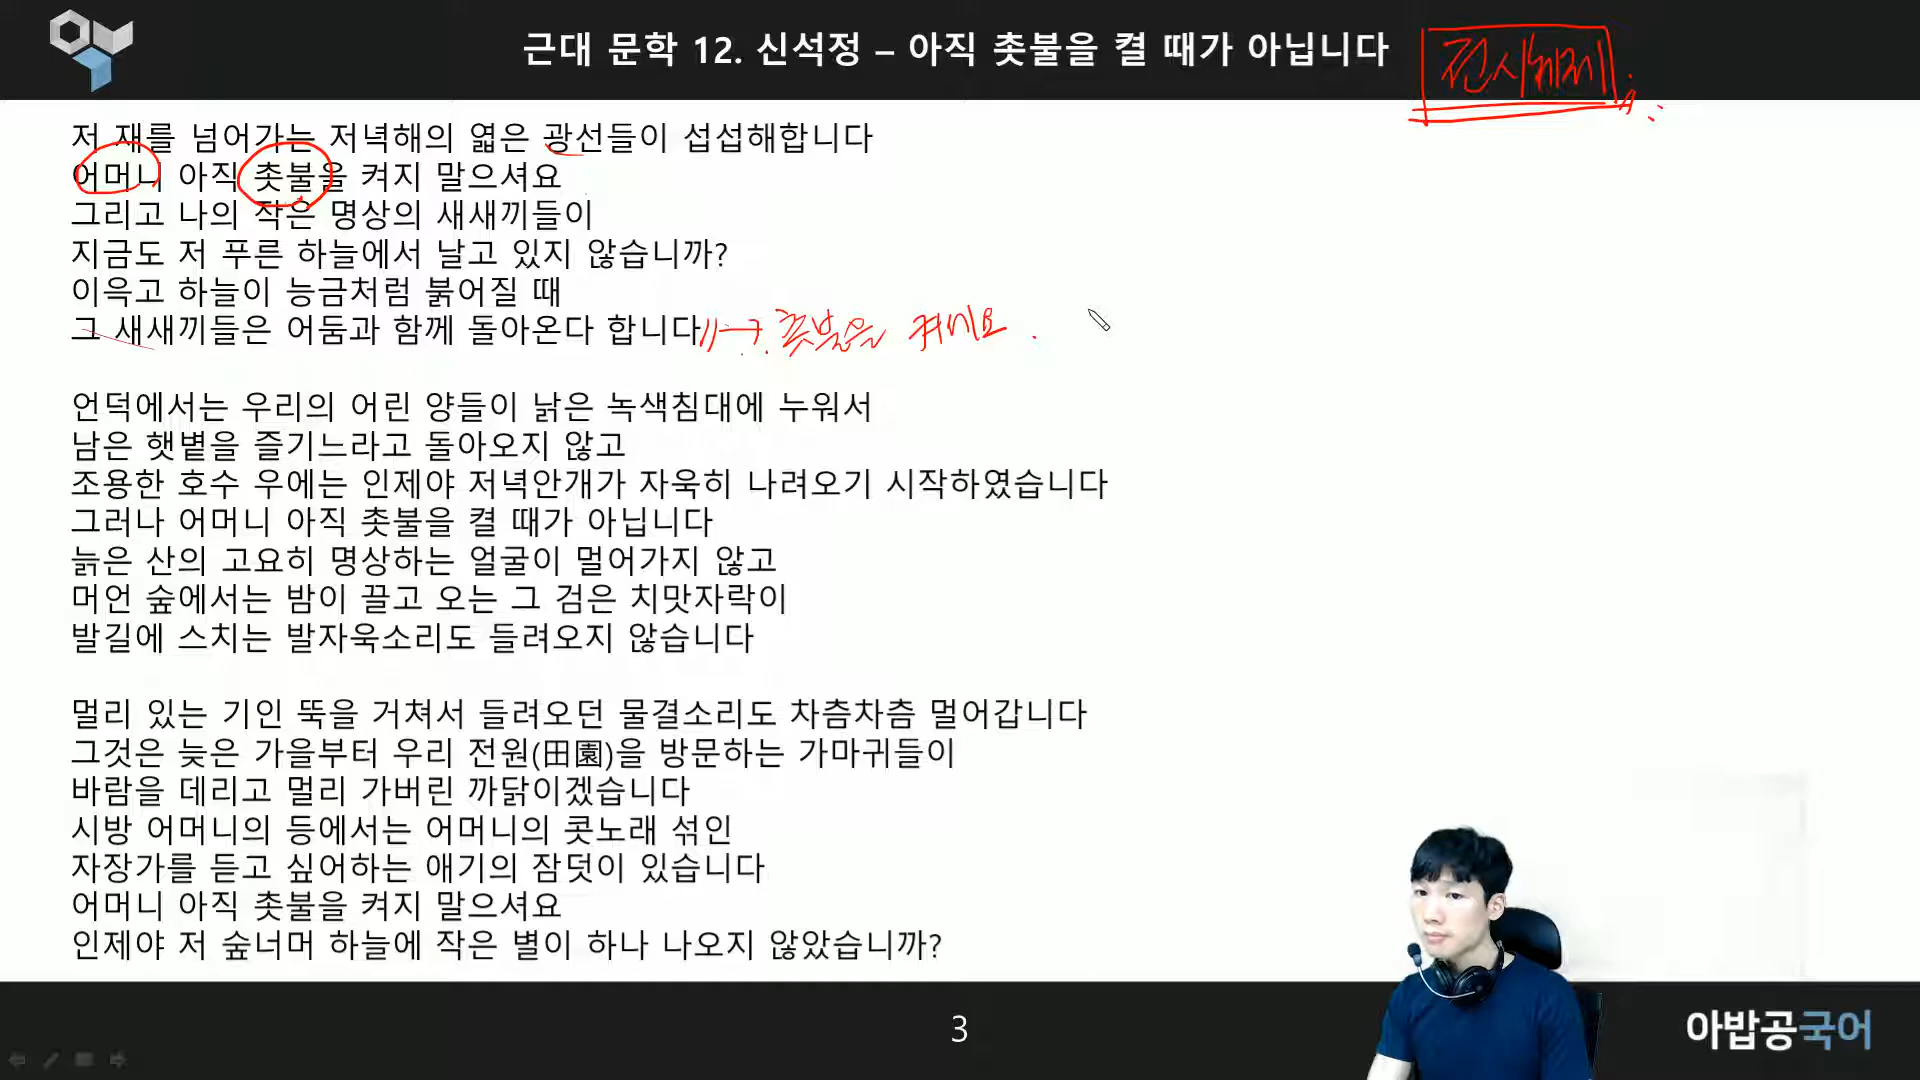 근대 문학 12. 신석정 – 아직 촛불을 켤 때가 아닙니다
저 재를 넘어가는 저녁해의 엷은 광선들이 섭섭해합니다
어머니 아직 촛불을 켜지 말으셔요
그리고 나의 작은 명상의 새새끼들이
지금도 저 푸른 하늘에서 날고 있지 않습니까?
이윽고 하늘이 능금처럼 붉어질 때
그 새새끼들은 어둠과 함께 돌아온다 합니다 → 촛불을 켜세요.
언덕에서는 우리의 어린 양들이 낡은 녹색침대에 누워서
남은 햇볕을 즐기느라고 돌아오지 않고
조용한 호수 우에는 인제야 저녁안개가 자욱히 나려오기 시작하였습니다
그러나 어머니 아직 촛불을 켤 때가 아닙니다
늙은 산의 고요히 명상하는 얼굴이 멀어가지 않고
머언 숲에서는 밤이 끌고 오는 그 검은 치맛자락이
발길에 스치는 발자욱소리도 들려오지 않습니다
멀리 있는 기인 뚝을 거쳐서 들려오던 물결소리도 차츰차츰 멀어갑니다
그것은 늦은 가을부터 우리 전원(田園)을 방문하는 가마귀들이
바람을 데리고 멀리 가버린 까닭이겠습니다
시방 어머니의 등에서는 어머니의 콧노래 섞인
자장가를 듣고 싶어하는 애기의 잠덧이 있습니다
어머니 아직 촛불을 켜지 말으셔요
인제야 저 숲너머 하늘에 작은 별이 하나 나오지 않았습니까?
3
아밥공국어